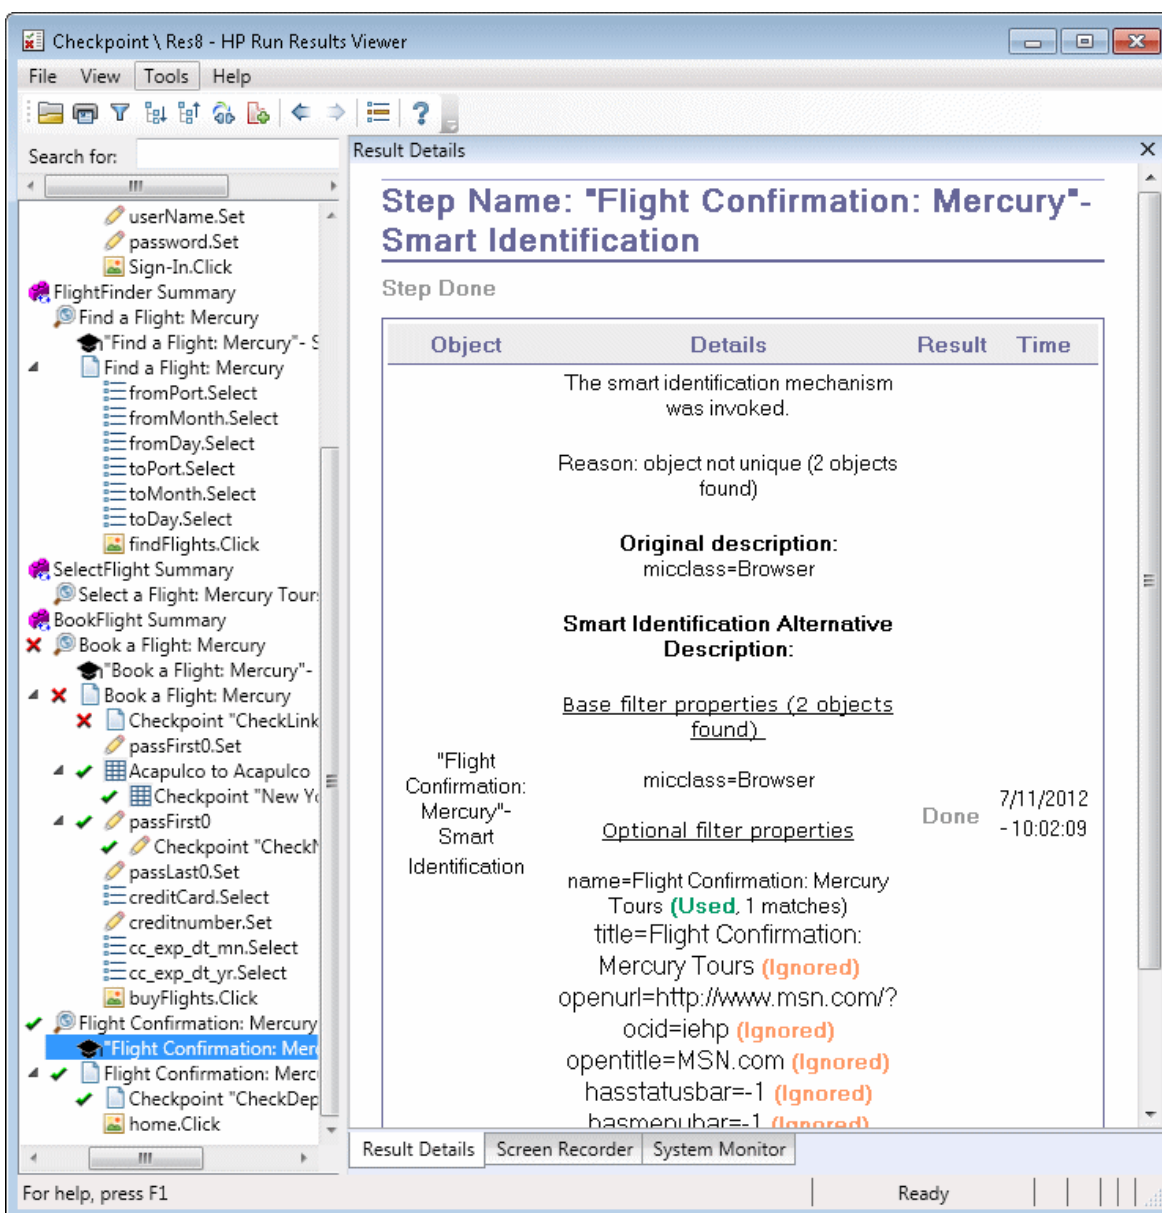 Checkpoint \ Res8 - HP Run Results Viewer
File View Tools Help
Search for:
userName.Set
password.Set
Sign-In.Click
FlightFinder Summary
Find a Flight: Mercury
"Find a Flight: Mercury"- S
Find a Flight: Mercury
fromPort.Select
fromMonth.Select
fromDay.Select
toPort.Select
toMonth.Select
toDay.Select
findFlights.Click
SelectFlight Summary
Select a Flight: Mercury Tour
BookFlight Summary
Book a Flight: Mercury
"Book a Flight: Mercury"-
Book a Flight: Mercury
Checkpoint "CheckLink
passFirst0.Set
Acapulco to Acapulco
Checkpoint "New Yo
passFirst0
Checkpoint "CheckN
passLast0.Set
creditCard.Select
creditnumber.Set
cc_exp_dt_mn.Select
cc_exp_dt_yr.Select
buyFlights.Click
Flight Confirmation: Mercury
"Flight Confirmation: Mer
Flight Confirmation: Merc
Checkpoint "CheckDep
home.Click
Result Details
Step Name: "Flight Confirmation: Mercury"-
Smart Identification
Step Done
Object Details Result Time
The smart identification mechanism
was invoked.
Reason: object not unique (2 objects
found)
Original description:
micclass=Browser
Smart Identification Alternative
Description:
Base filter properties (2 objects
found)
"Flight
Confirmation:
Mercury"-
Smart
Identification
micclass=Browser
Optional filter properties
name=Flight Confirmation: Mercury
Tours (Used, 1 matches)
title=Flight Confirmation:
Mercury Tours (Ignored)
openurl=http://www.msn.com/?
ocid=iehp (Ignored)
opentitle=MSN.com (Ignored)
hasstatusbar=-1 (Ignored)
hasmenubar=-1 (Ignored)
Done
7/11/2012
- 10:02:09
Result Details Screen Recorder System Monitor
For help, press F1 Ready